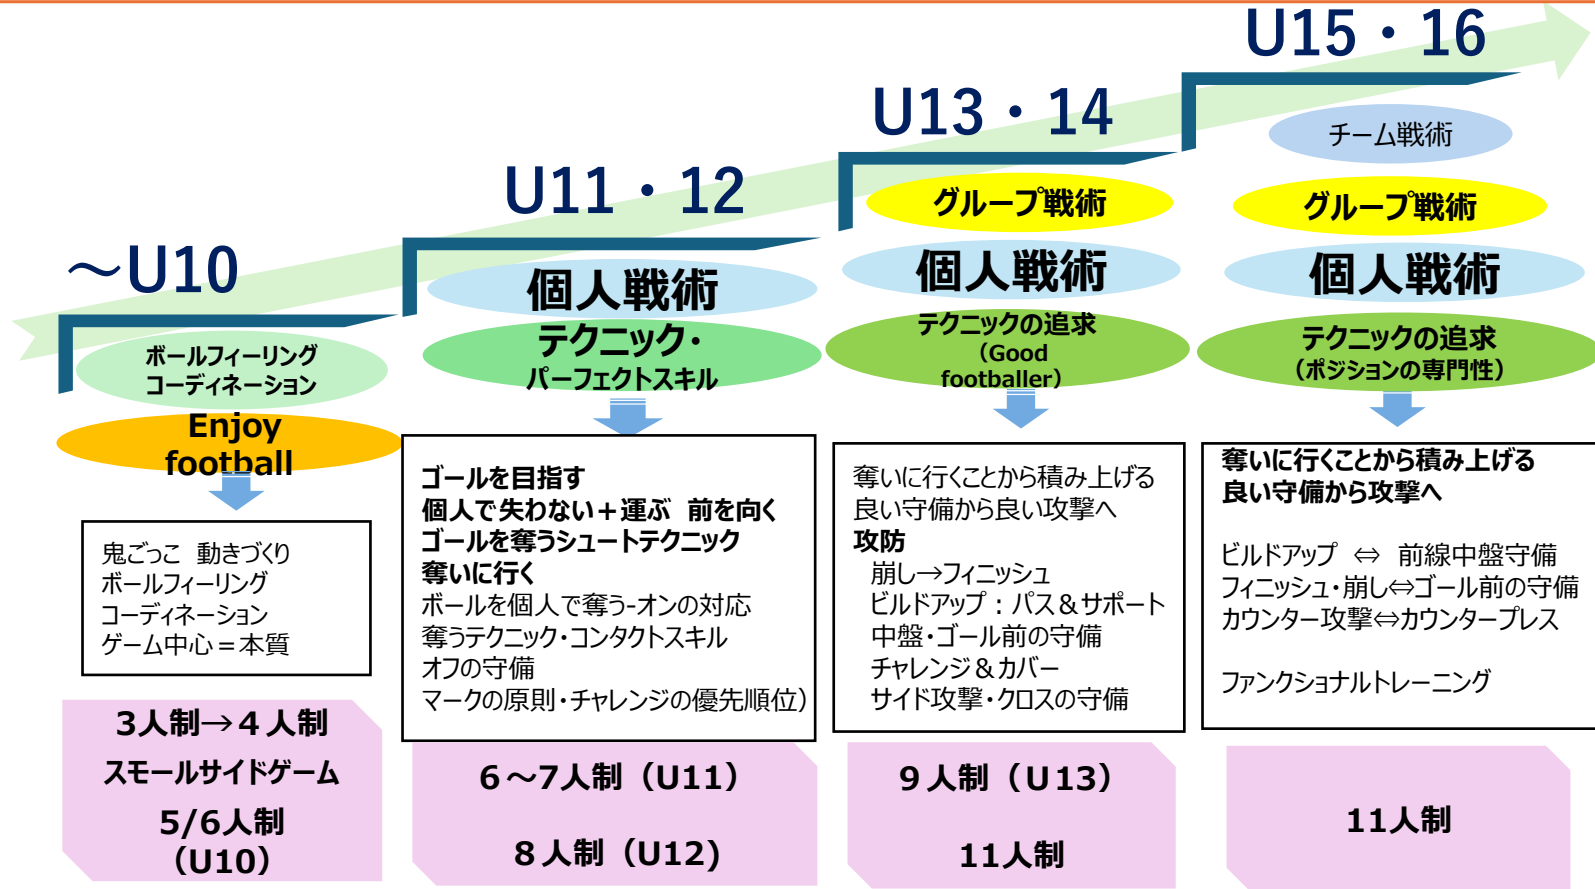 ～U10
ボールフィーリング
コーディネーション
Enjoy
football
鬼ごっこ 動きづくり
ボールフィーリング
コーディネーション
ゲーム中心＝本質
3人制→４人制
スモールサイドゲーム
5/6人制
（U10）
U11・12
個人戦術
テクニック・
パーフェクトスキル
ゴールを目指す
個人で失わない＋運ぶ 前を向く
ゴールを奪うシュートテクニック
奪いに行く
ボールを個人で奪う-オンの対応
奪うテクニック・コンタクトスキル
オフの守備
マークの原則・チャレンジの優先順位）
6～7人制（U11）
８人制（U12）
U13・14
グループ戦術
個人戦術
テクニックの追求
（Good
footballer）
奪いに行くことから積み上げる
良い守備から良い攻撃へ
攻防
崩し→フィニッシュ
ビルドアップ：パス＆サポート
中盤・ゴール前の守備
チャレンジ＆カバー
サイド攻撃・クロスの守備
９人制（Ｕ13）
11人制
U15・16
チーム戦術
グループ戦術
個人戦術
テクニックの追求
（ポジションの専門性）
奪いに行くことから積み上げる
良い守備から攻撃へ
ビルドアップ ⇔ 前線中盤守備
フィニッシュ・崩し⇔ゴール前の守備
カウンター攻撃⇔カウンタープレス
ファンクショナルトレーニング
11人制